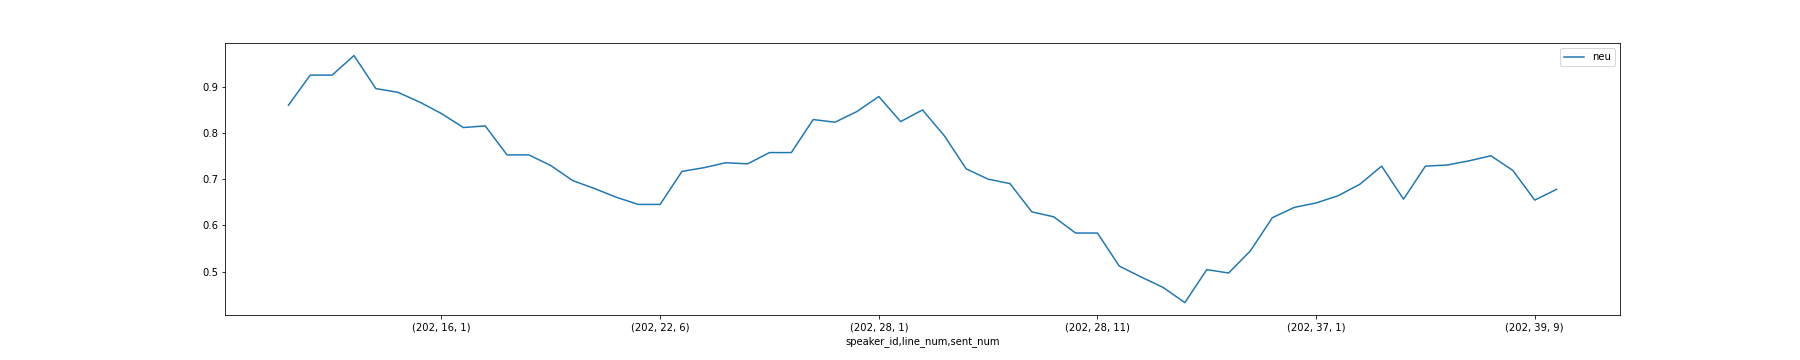 neu
0.9
0.8
0.7
0.6
0.5
(202, 16, 1) (202, 22, 6) (202, 28, 1) (202, 28, 11) (202, 37, 1) (202, 39, 9)
speaker_id,line_num,sent_num